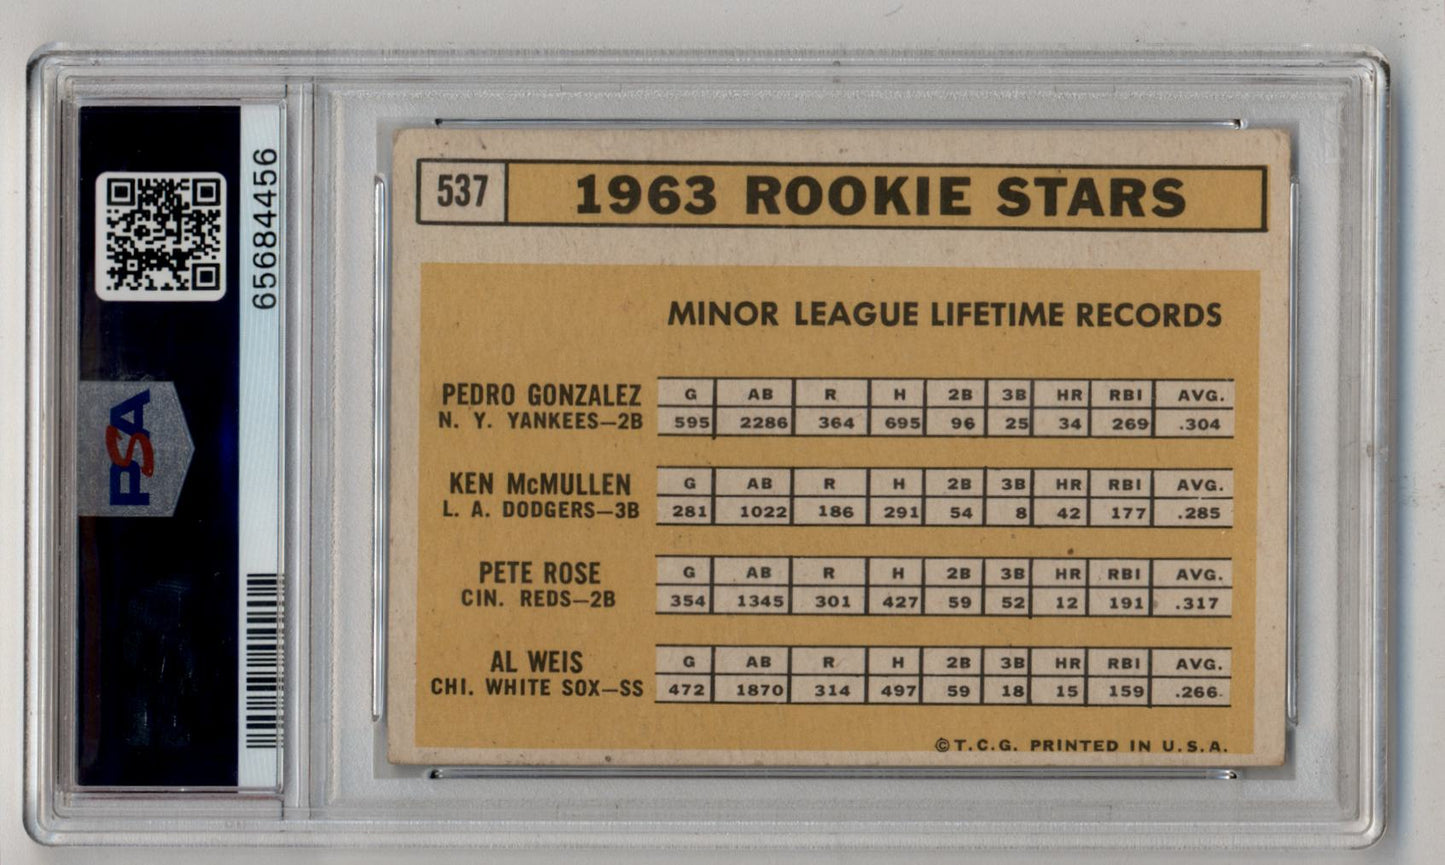 PSA
65684456
537 1963 ROOKIE STARS
MINOR LEAGUE LIFETIME RECORDS
PEDRO GONZALEZ G AB R H 2B 3B HR RBI AVG.
N. Y. YANKEES—2B 595 2286 364 695 96 25 34 269 .304
KEN McMULLEN G AB R H 2B 3B HR RBI AVG.
L. A. DODGERS—3B 281 1022 186 291 54 8 42 177 .285
PETE ROSE G AB R H 2B 3B HR RBI AVG.
CIN. REDS—2B 354 1345 301 427 59 52 12 191 .317
AL WEIS G AB R H 2B 3B HR RBI AVG.
CHI. WHITE SOX—SS 472 1870 314 497 59 18 15 159 .266
©T.C.G. PRINTED IN U.S.A.